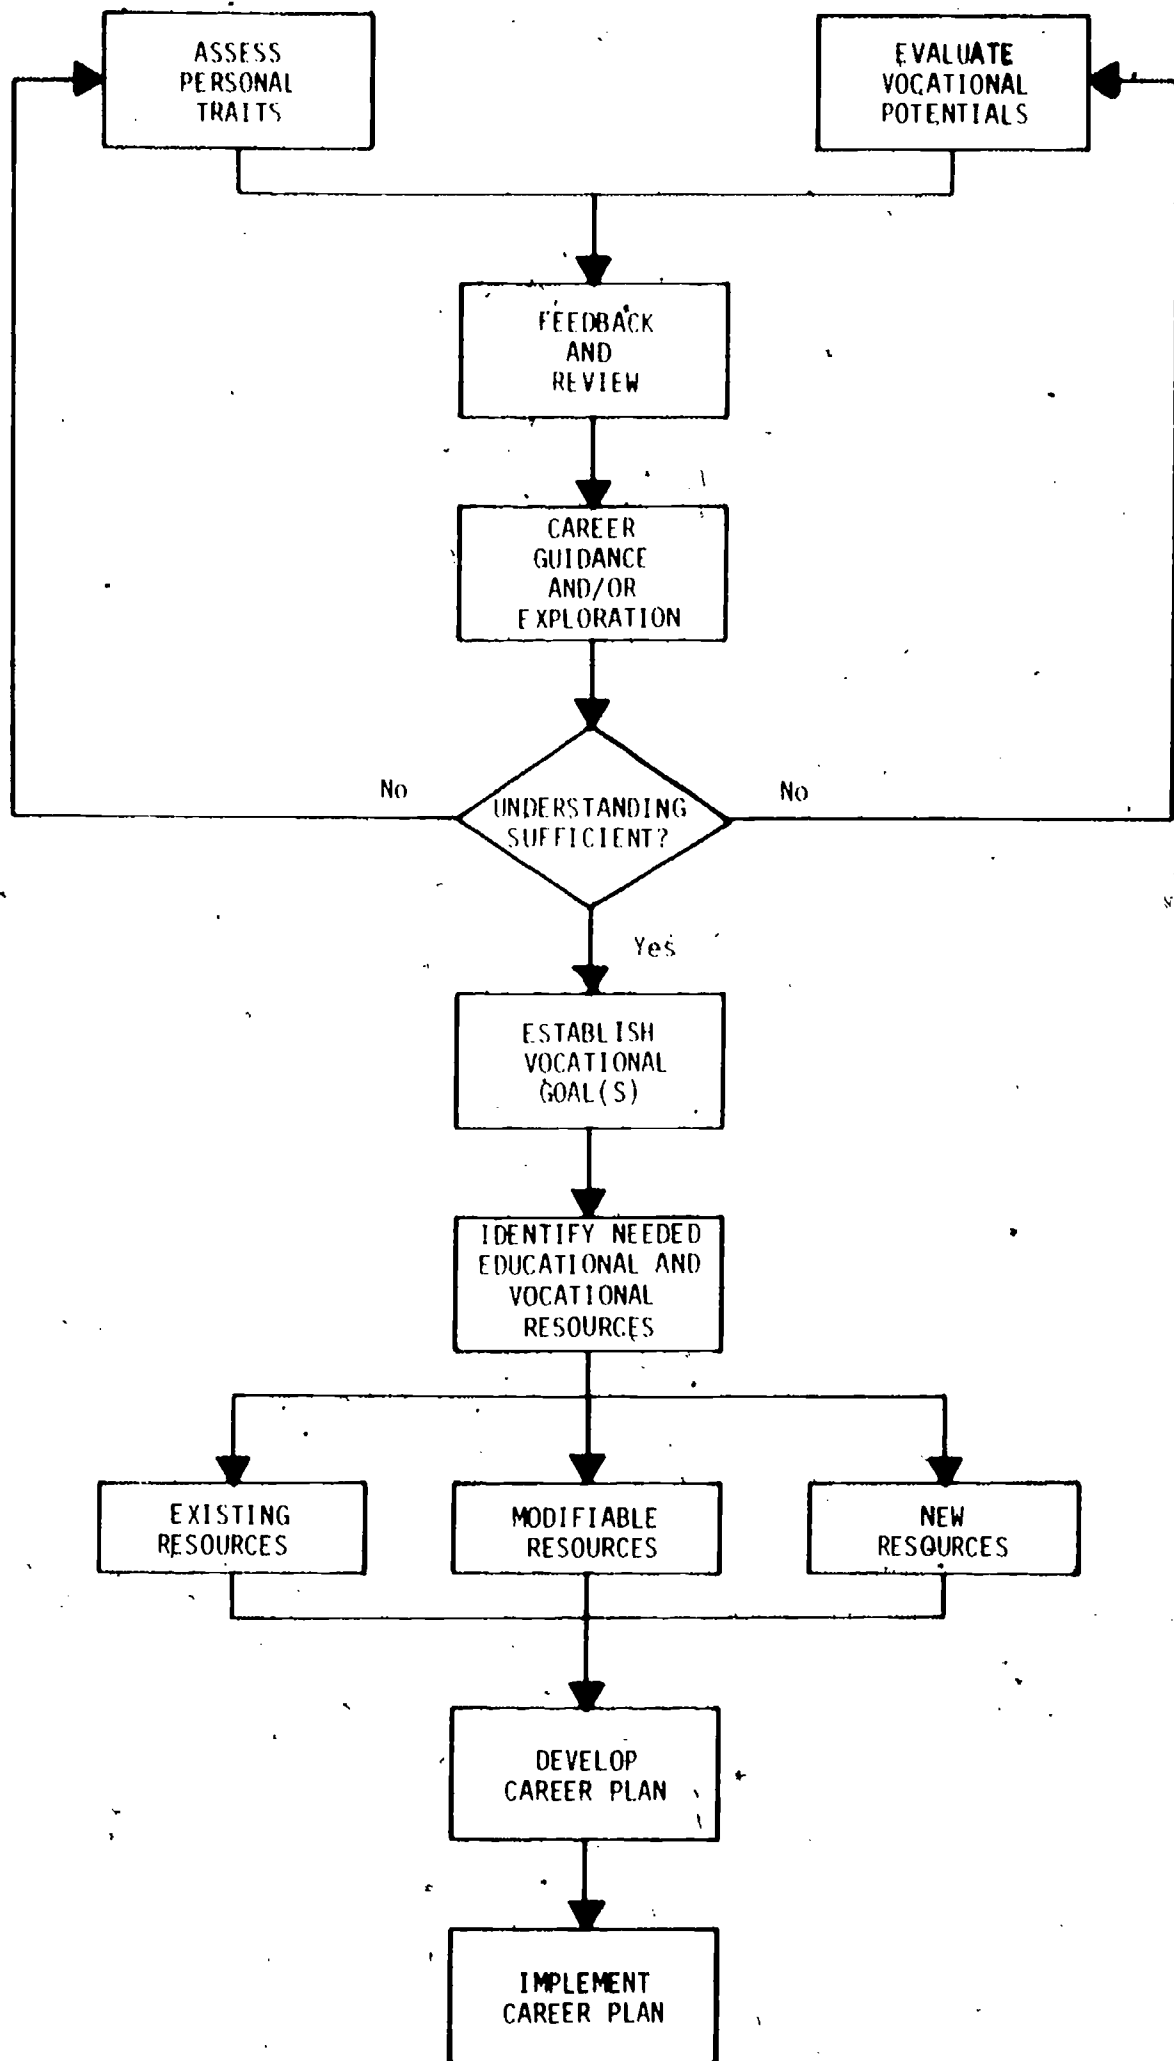 ASSESS
PERSONAL
TRAITS
EVALUATE
VOCATIONAL
POTENTIALS
FEEDBACK
AND
REVIEW
CAREER
GUIDANCE
AND/OR
EXPLORATION
No
UNDERSTANDING
SUFFICIENT?
No
Yes
ESTABLISH
VOCATIONAL
GOAL(S)
IDENTIFY NEEDED
EDUCATIONAL AND
VOCATIONAL
RESOURCES
EXISTING
RESOURCES
MODIFIABLE
RESOURCES
NEW
RESOURCES
DEVELOP
CAREER PLAN
IMPLEMENT
CAREER PLAN